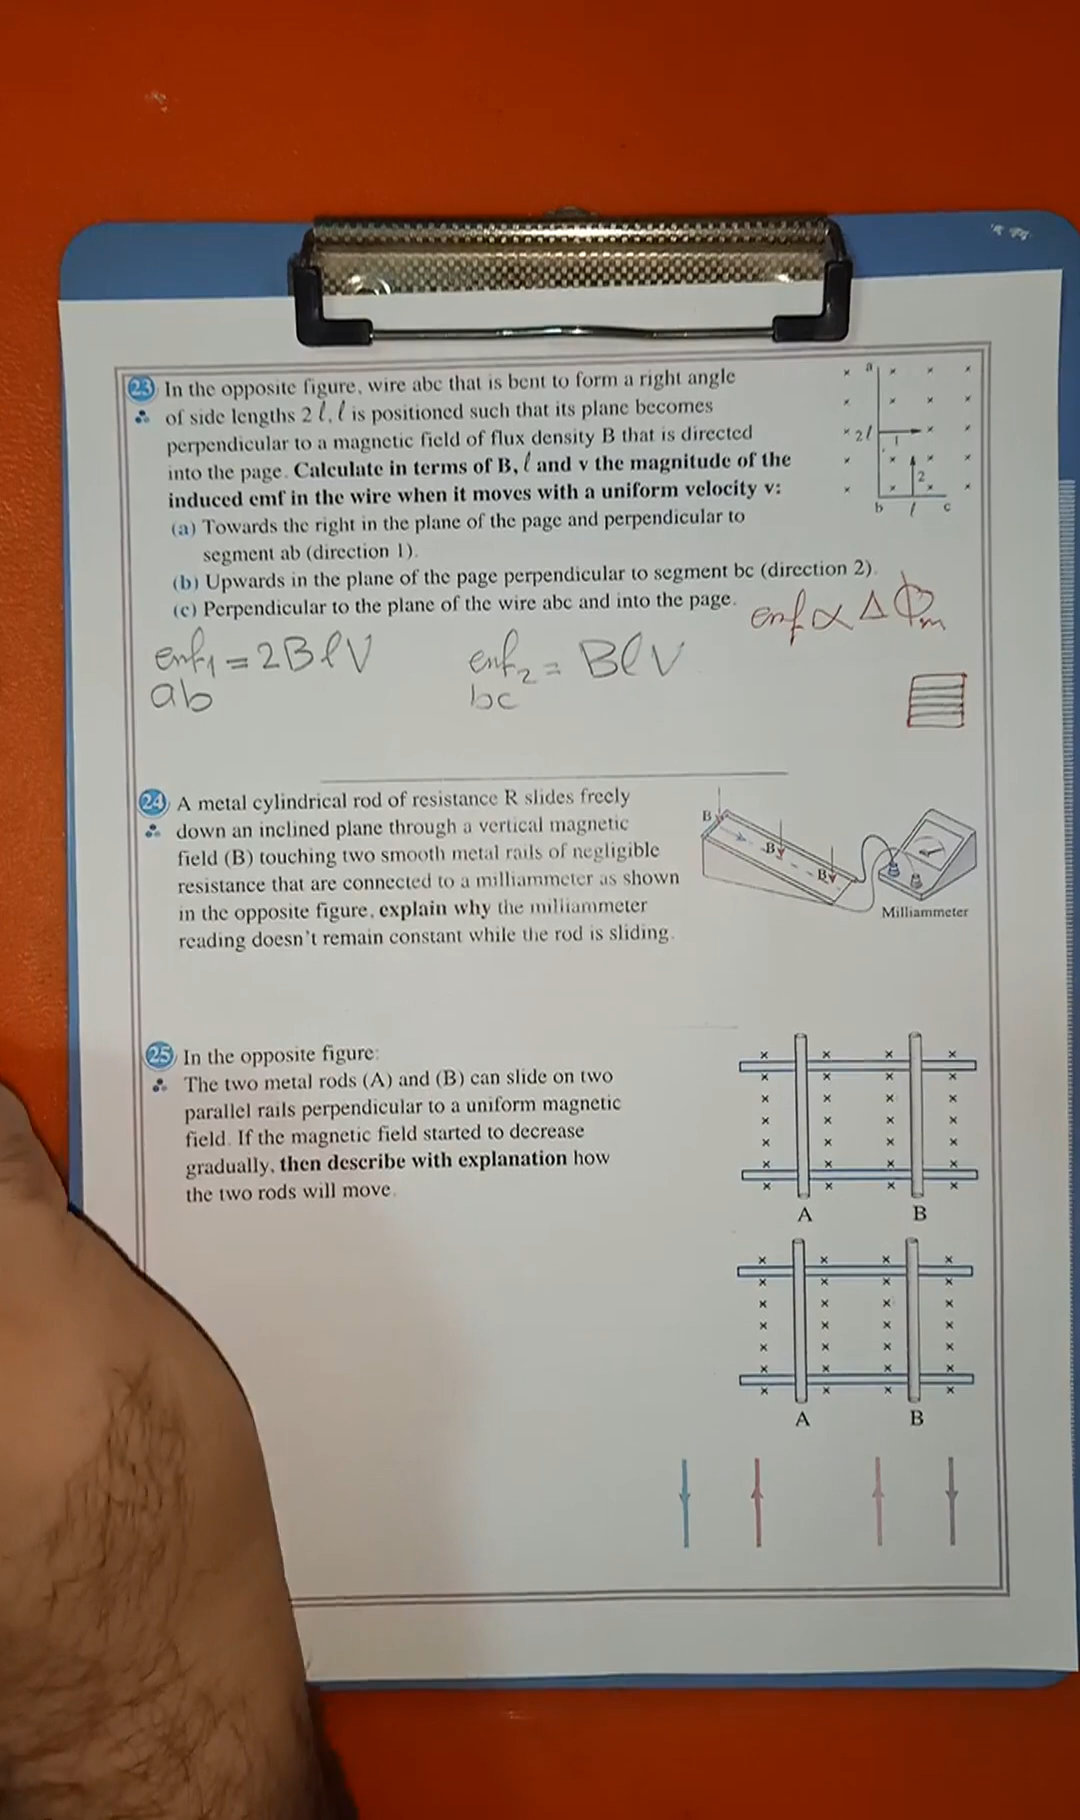 23 In the opposite figure, wire abc that is bent to form a right angle
of side lengths 2 ℓ, ℓ is positioned such that its plane becomes
perpendicular to a magnetic field of flux density B that is directed
into the page. Calculate in terms of B, ℓ and v the magnitude of the
induced emf in the wire when it moves with a uniform velocity v:
(a) Towards the right in the plane of the page and perpendicular to
segment ab (direction 1).
(b) Upwards in the plane of the page perpendicular to segment bc (direction 2).
(c) Perpendicular to the plane of the wire abc and into the page.
a
2ℓ
1
2
b ℓ c
emf α Δ Φm
emf1 = 2BℓV
ab
emf2 = BℓV
bc
24 A metal cylindrical rod of resistance R slides freely
down an inclined plane through a vertical magnetic
field (B) touching two smooth metal rails of negligible
resistance that are connected to a milliammeter as shown
in the opposite figure, explain why the milliammeter
reading doesn't remain constant while the rod is sliding.
B
B
B
Milliammeter
25 In the opposite figure:
The two metal rods (A) and (B) can slide on two
parallel rails perpendicular to a uniform magnetic
field. If the magnetic field started to decrease
gradually, then describe with explanation how
the two rods will move.
A B
A B